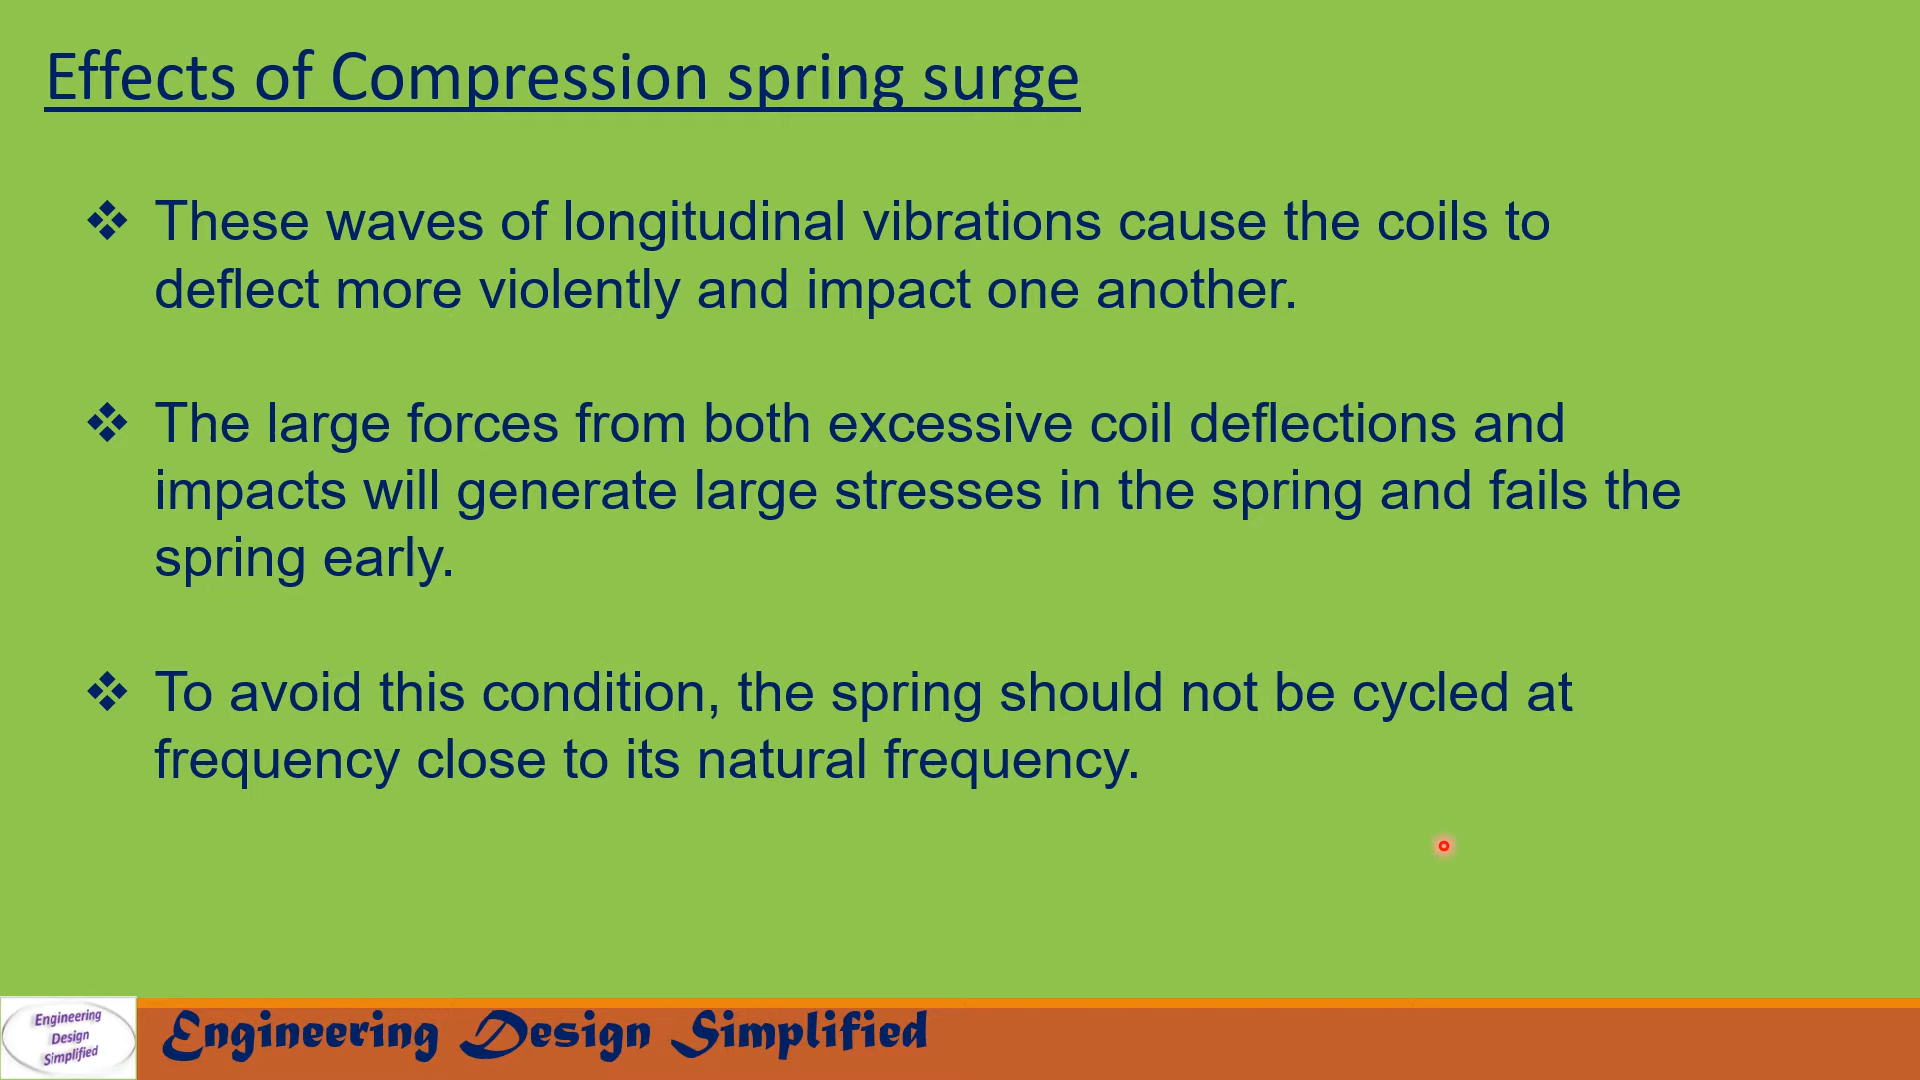 Effects of Compression spring surge
❖ These waves of longitudinal vibrations cause the coils to
deflect more violently and impact one another.
❖ The large forces from both excessive coil deflections and
impacts will generate large stresses in the spring and fails the
spring early.
❖ To avoid this condition, the spring should not be cycled at
frequency close to its natural frequency.
Engineering
Design
Simplified
Engineering Design Simplified